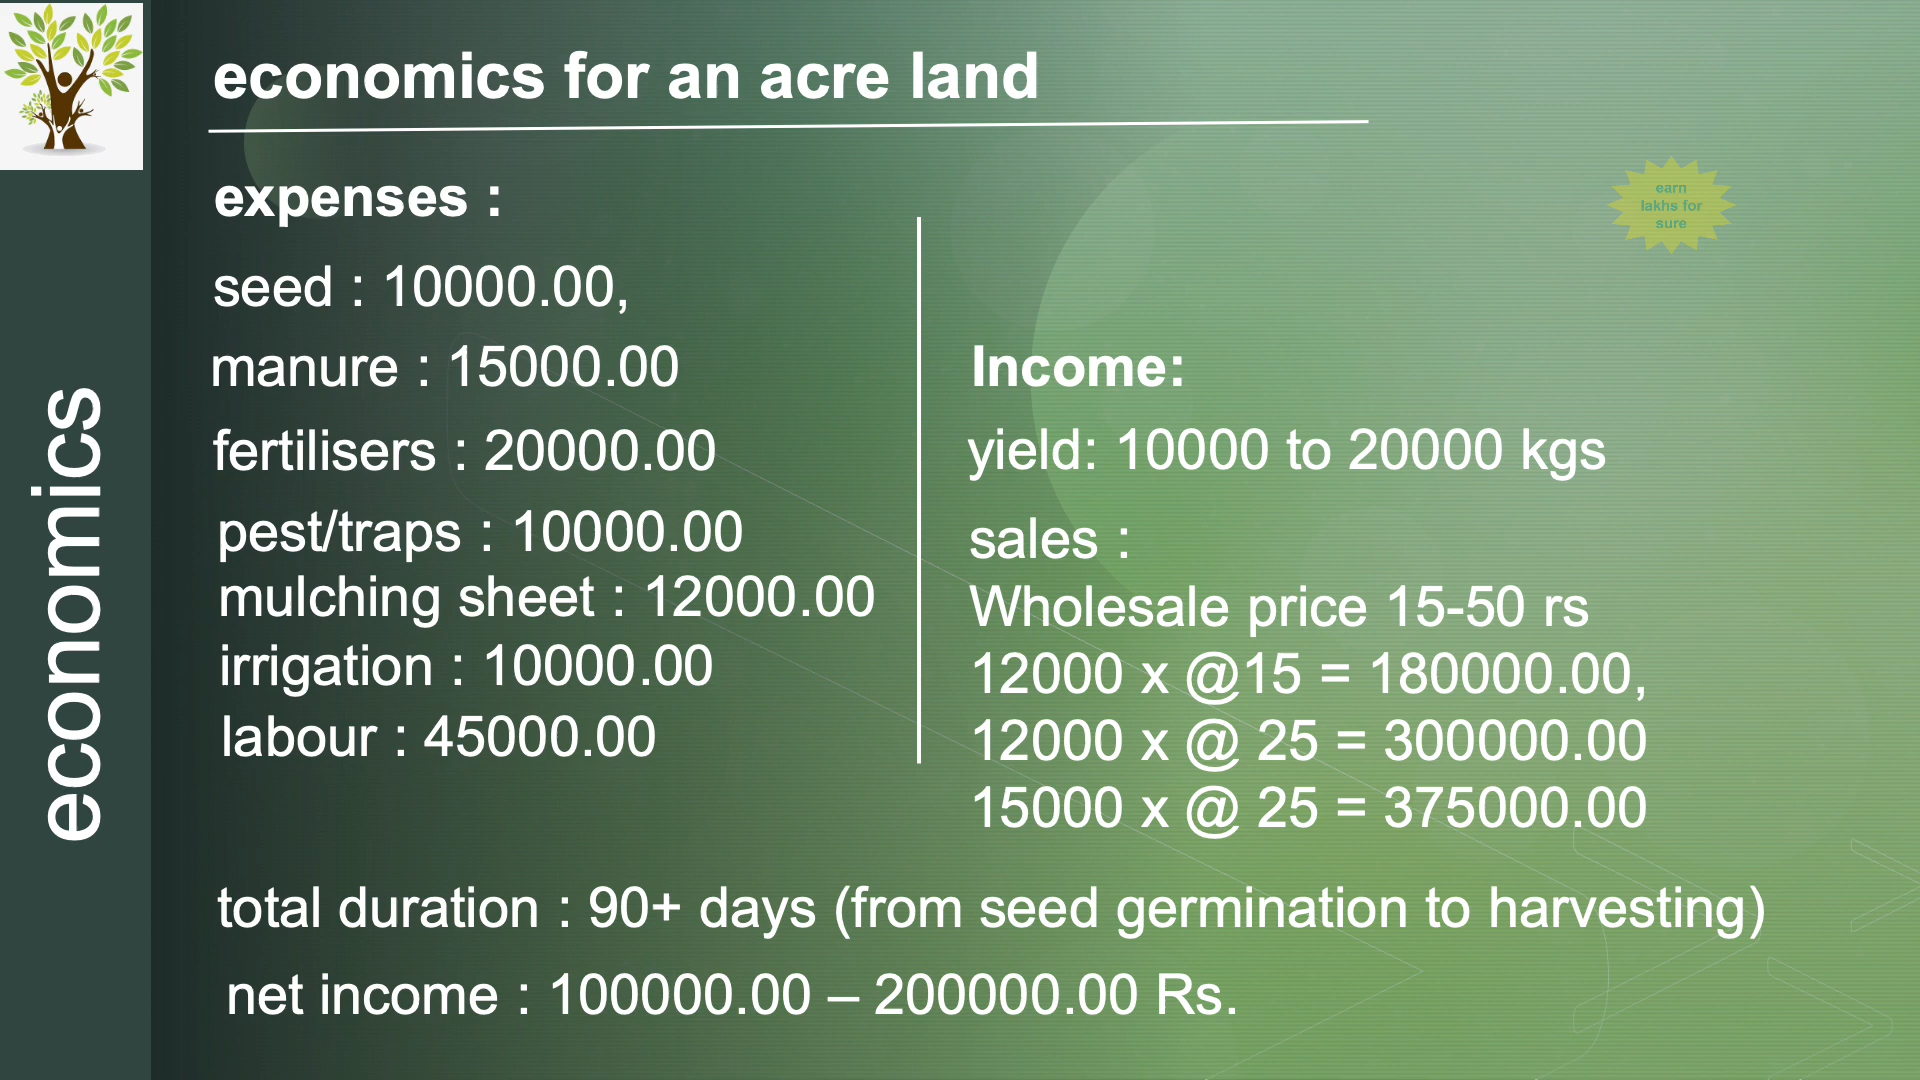 economics for an acre land
expenses :
seed : 10000.00,
manure : 15000.00
fertilisers : 20000.00
pest/traps : 10000.00
mulching sheet : 12000.00
irrigation : 10000.00
labour : 45000.00
earn
lakhs for
sure
Income:
yield: 10000 to 20000 kgs
sales :
Wholesale price 15-50 rs
12000 x @15 = 180000.00,
12000 x @ 25 = 300000.00
15000 x @ 25 = 375000.00
total duration : 90+ days (from seed germination to harvesting)
net income : 100000.00 – 200000.00 Rs.
economics